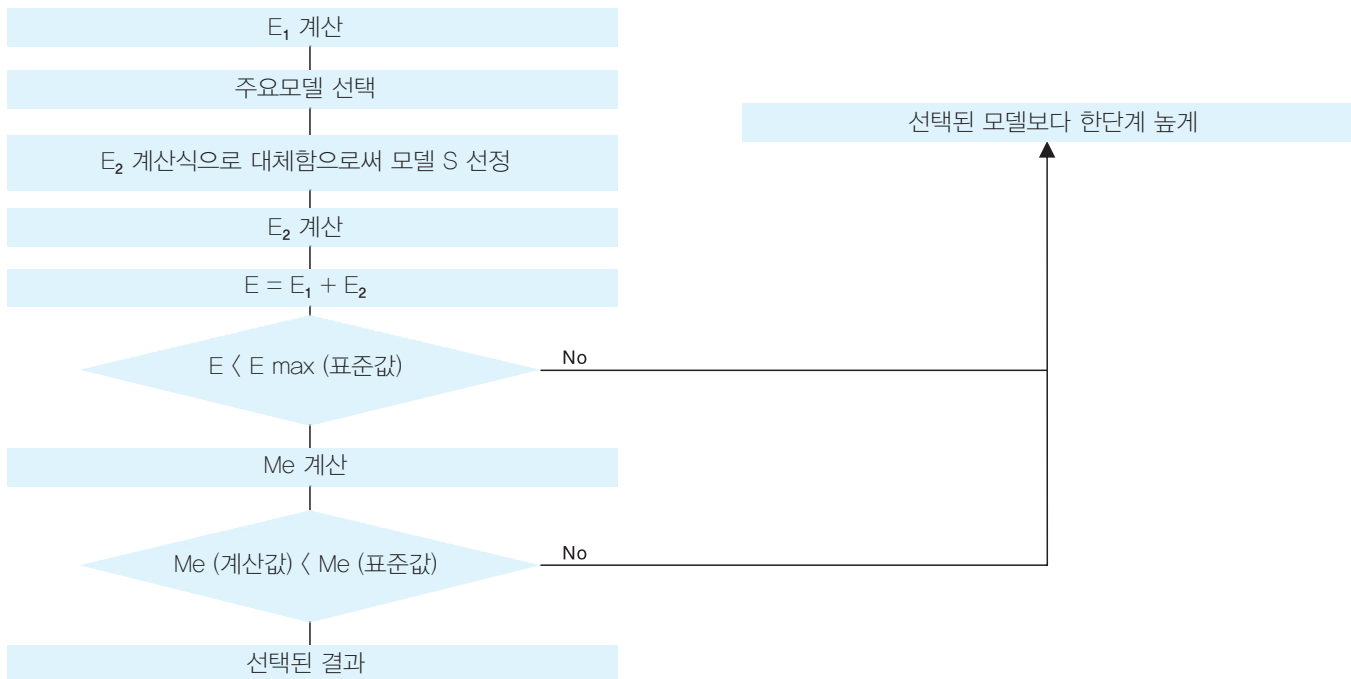 E₁ 계산
주요모델 선택
선택된 모델보다 한단계 높게
E₂ 계산식으로 대체함으로써 모델 S 선정
E₂ 계산
E = E₁ + E₂
E < E max (표준값)
No
Me 계산
Me (계산값) < Me (표준값)
No
선택된 결과